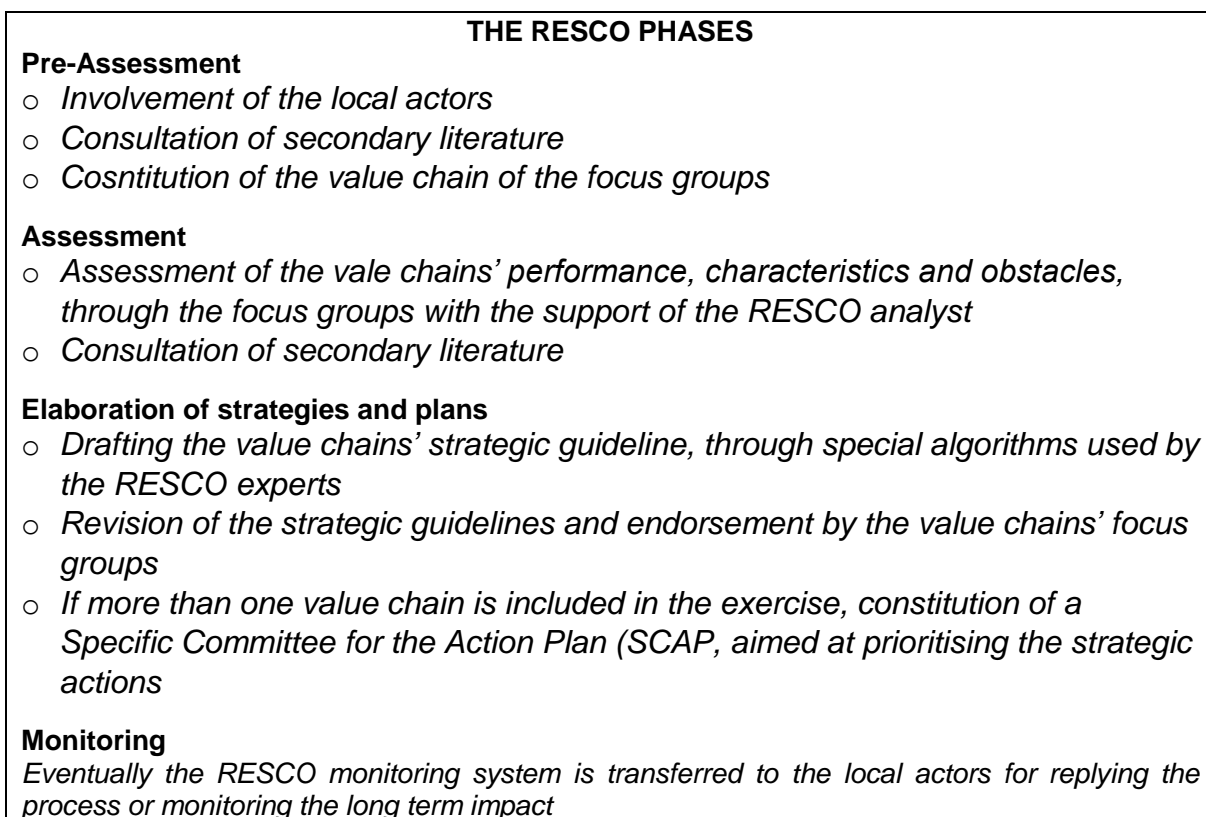 THE RESCO PHASES
Pre-Assessment
o Involvement of the local actors
o Consultation of secondary literature
o Cosntitution of the value chain of the focus groups
Assessment
o Assessment of the vale chains’ performance, characteristics and obstacles,
through the focus groups with the support of the RESCO analyst
o Consultation of secondary literature
Elaboration of strategies and plans
o Drafting the value chains’ strategic guideline, through special algorithms used by
the RESCO experts
o Revision of the strategic guidelines and endorsement by the value chains’ focus
groups
o If more than one value chain is included in the exercise, constitution of a
Specific Committee for the Action Plan (SCAP, aimed at prioritising the strategic
actions
Monitoring
Eventually the RESCO monitoring system is transferred to the local actors for replying the
process or monitoring the long term impact